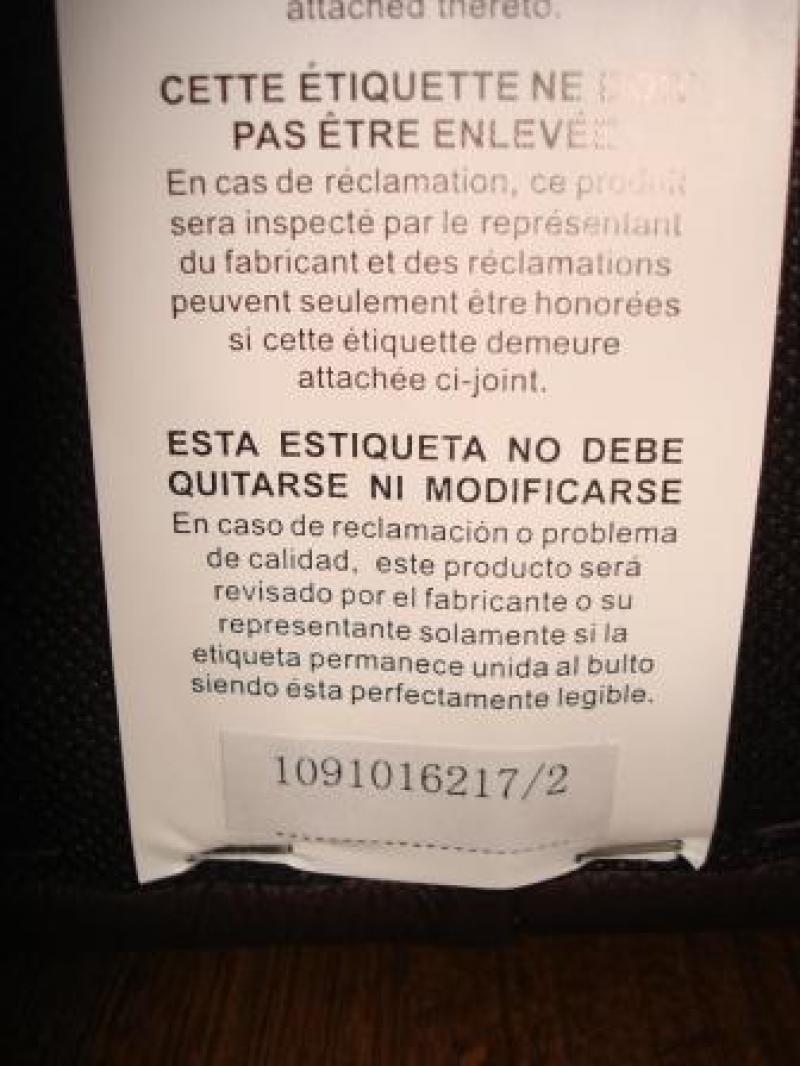 attached thereto.
CETTE ÉTIQUETTE NE
PAS ÊTRE ENLEVÉE
En cas de réclamation, ce produit
sera inspecté par le représentant
du fabricant et des réclamations
peuvent seulement être honorées
si cette étiquette demeure
attachée ci-joint.
ESTA ESTIQUETA NO DEBE
QUITARSE NI MODIFICARSE
En caso de reclamación o problema
de calidad, este producto será
revisado por el fabricante o su
representante solamente si la
etiqueta permanece unida al bulto
siendo ésta perfectamente legible.
1091016217/2